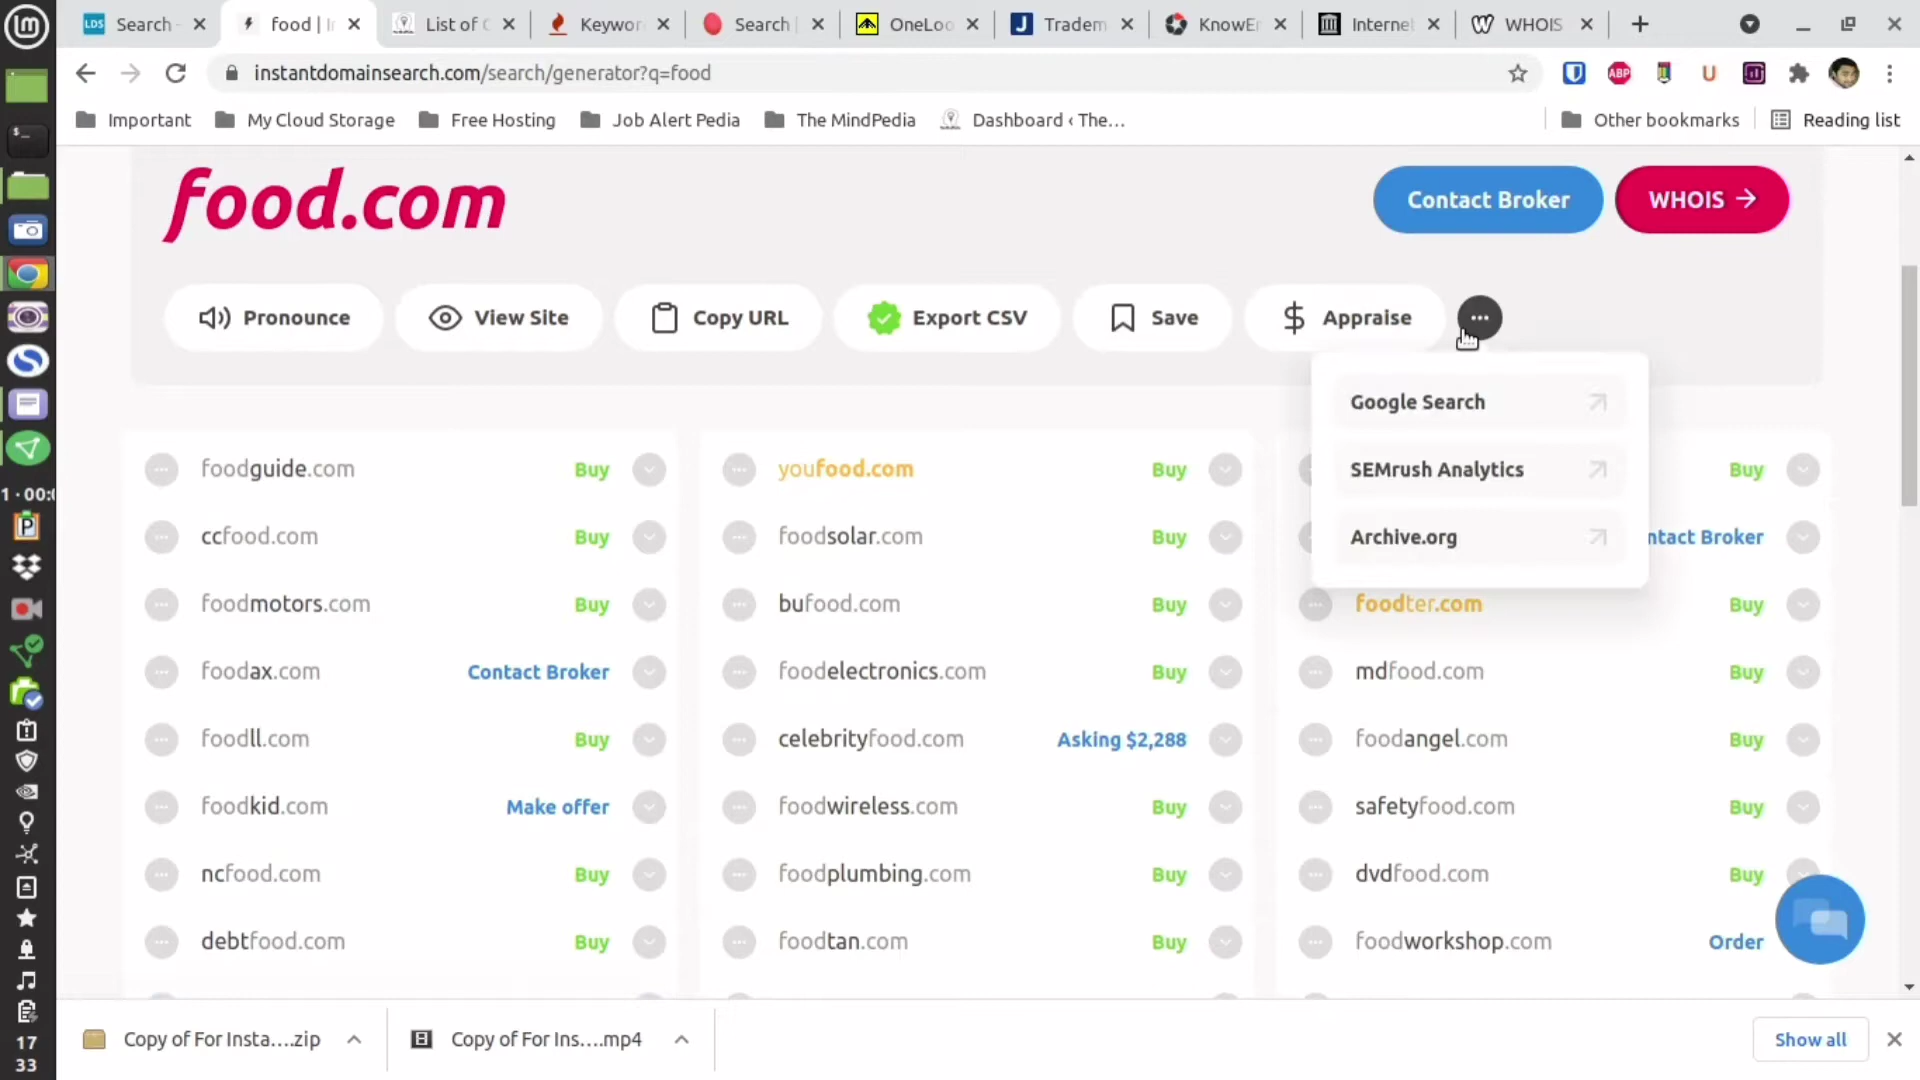 Search -
food | I
List of C
Keywor
Search |
OneLoo
Tradem
KnowEr
Internet
WHOIS
instantdomainsearch.com/search/generator?q=food
ABP
Important
My Cloud Storage
Free Hosting
Job Alert Pedia
The MindPedia
Dashboard ‹ The...
Other bookmarks
Reading list
food.com
Contact Broker
WHOIS →
Pronounce
View Site
Copy URL
Export CSV
Save
Appraise
Google Search
SEMrush Analytics
Archive.org
foodguide.com Buy
youfood.com Buy
Buy
ccfood.com Buy
foodsolar.com Buy
ntact Broker
foodmotors.com Buy
bufood.com Buy
foodter.com Buy
foodax.com Contact Broker
foodelectronics.com Buy
mdfood.com Buy
foodll.com Buy
celebrityfood.com Asking $2,288
foodangel.com Buy
foodkid.com Make offer
foodwireless.com Buy
safetyfood.com Buy
ncfood.com Buy
foodplumbing.com Buy
dvdfood.com Buy
debtfood.com Buy
foodtan.com Buy
foodworkshop.com Order
Copy of For Insta....zip
Copy of For Ins....mp4
Show all
1 · 00:0
17
33